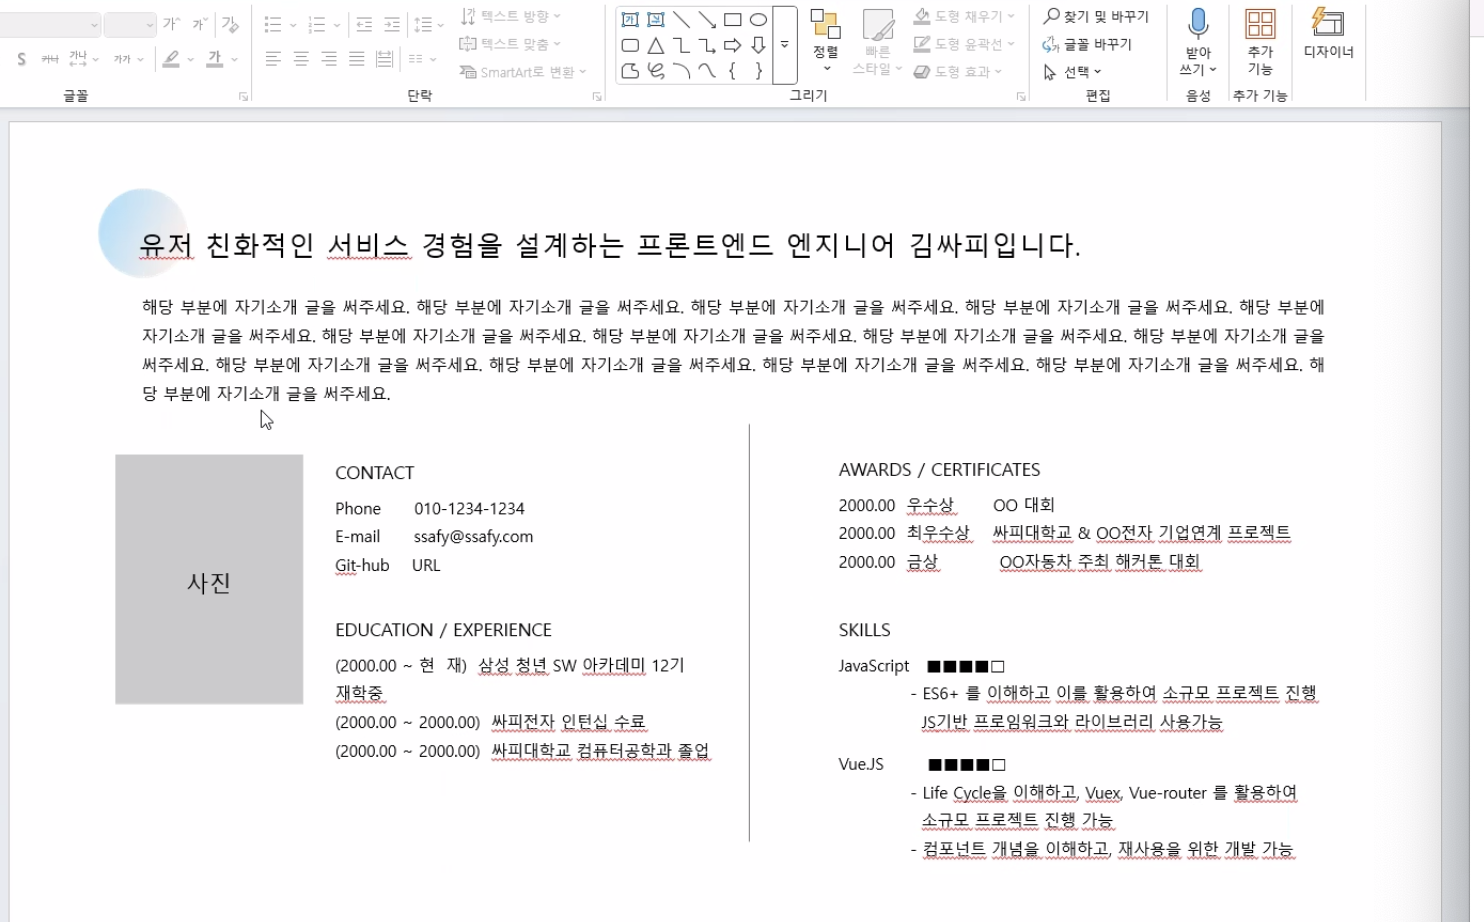 가^ 가ˇ 가
S 가나 가나 가가 가
글꼴
텍스트 방향
텍스트 맞춤
SmartArt로 변환
단락
정렬
빠른
스타일
도형 채우기
도형 윤곽선
도형 효과
그리기
찾기 및 바꾸기
글꼴 바꾸기
선택
편집
받아
쓰기
음성
추가
기능
추가 기능
디자이너
유저 친화적인 서비스 경험을 설계하는 프론트엔드 엔지니어 김싸피입니다.
해당 부분에 자기소개 글을 써주세요. 해당 부분에 자기소개 글을 써주세요. 해당 부분에 자기소개 글을 써주세요. 해당 부분에 자기소개 글을 써주세요. 해당 부분에
자기소개 글을 써주세요. 해당 부분에 자기소개 글을 써주세요. 해당 부분에 자기소개 글을 써주세요. 해당 부분에 자기소개 글을 써주세요. 해당 부분에 자기소개 글을
써주세요. 해당 부분에 자기소개 글을 써주세요. 해당 부분에 자기소개 글을 써주세요. 해당 부분에 자기소개 글을 써주세요. 해당 부분에 자기소개 글을 써주세요. 해
당 부분에 자기소개 글을 써주세요.
사진
CONTACT
Phone 010-1234-1234
E-mail ssafy@ssafy.com
Git-hub URL
EDUCATION / EXPERIENCE
(2000.00 ~ 현 재) 삼성 청년 SW 아카데미 12기
재학중
(2000.00 ~ 2000.00) 싸피전자 인턴십 수료
(2000.00 ~ 2000.00) 싸피대학교 컴퓨터공학과 졸업
AWARDS / CERTIFICATES
2000.00 우수상 OO 대회
2000.00 최우수상 싸피대학교 & OO전자 기업연계 프로젝트
2000.00 금상 OO자동차 주최 해커톤 대회
SKILLS
JavaScript ■■■■□
- ES6+ 를 이해하고 이를 활용하여 소규모 프로젝트 진행
JS기반 프로임워크와 라이브러리 사용가능
Vue.JS ■■■■□
- Life Cycle을 이해하고, Vuex, Vue-router 를 활용하여
소규모 프로젝트 진행 가능
- 컴포넌트 개념을 이해하고, 재사용을 위한 개발 가능